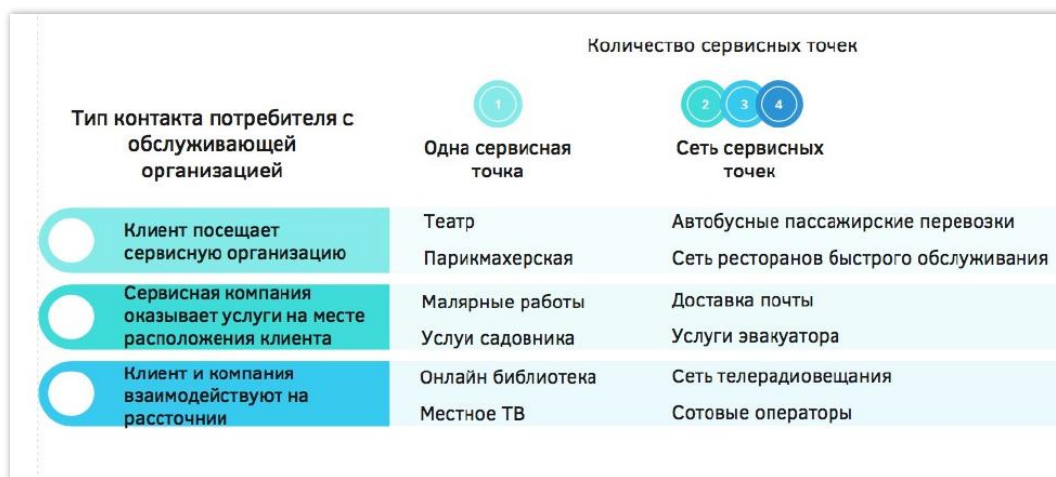 Количество сервисных точек
1
2 3 4
Тип контакта потребителя с
обслуживающей
организацией
Одна сервисная
точка
Сеть сервисных
точек
Клиент посещает
сервисную организацию
Театр
Автобусные пассажирские перевозки
Парикмахерская
Сеть ресторанов быстрого обслуживания
Сервисная компания
оказывает услуги на месте
расположения клиента
Малярные работы
Доставка почты
Услуи садовника
Услуги эвакуатора
Клиент и компания
взаимодействуют на
рассточнии
Онлайн библиотека
Сеть телерадиовещания
Местное ТВ
Сотовые операторы